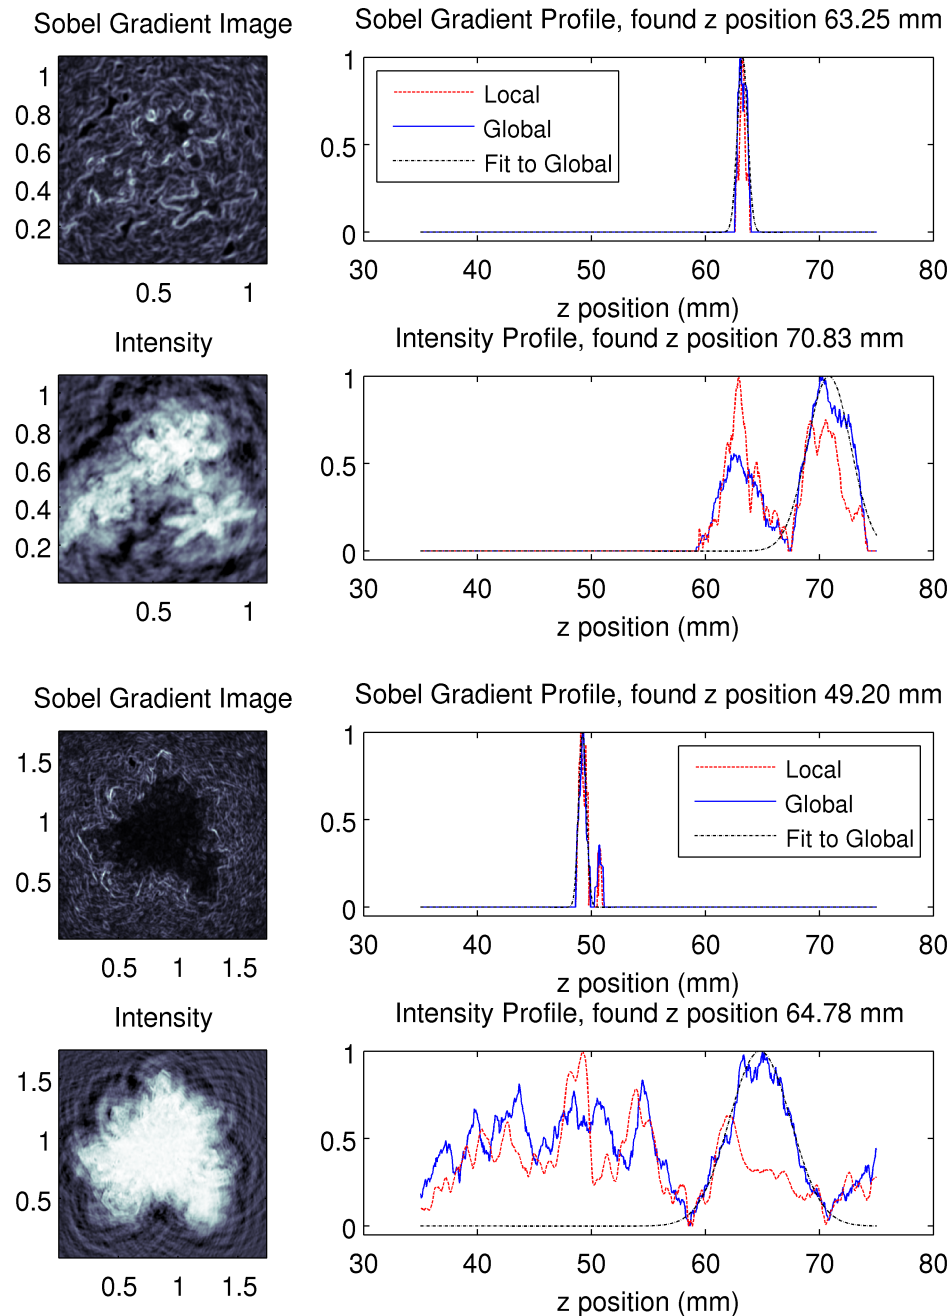 Sobel Gradient Image
Sobel Gradient Profile, found z position 63.25 mm
1
0.8
0.6
0.4
0.2
0.5 1
1
0.5
0
Local
Global
Fit to Global
30 40 50 60 70 80
z position (mm)
Intensity
Intensity Profile, found z position 70.83 mm
1
0.8
0.6
0.4
0.2
0.5 1
1
0.5
0
30 40 50 60 70 80
z position (mm)
Sobel Gradient Image
Sobel Gradient Profile, found z position 49.20 mm
1.5
1
0.5
0.5 1 1.5
1
0.5
0
Local
Global
Fit to Global
30 40 50 60 70 80
z position (mm)
Intensity
Intensity Profile, found z position 64.78 mm
1.5
1
0.5
0.5 1 1.5
1
0.5
0
30 40 50 60 70 80
z position (mm)